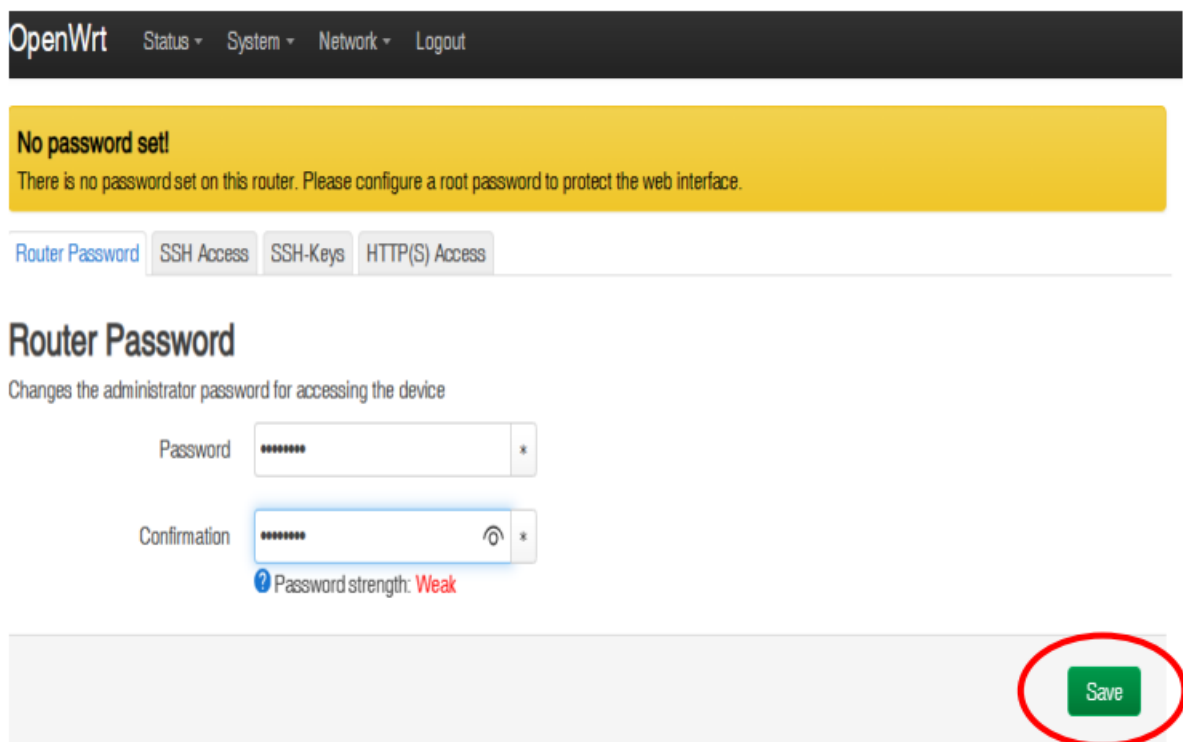 OpenWrt Status System Network Logout
No password set!
There is no password set on this router. Please configure a root password to protect the web interface.
Router Password SSH Access SSH-Keys HTTP(S) Access
Router Password
Changes the administrator password for accessing the device
Password •••••••• *
Confirmation •••••••• *
Password strength: Weak
Save